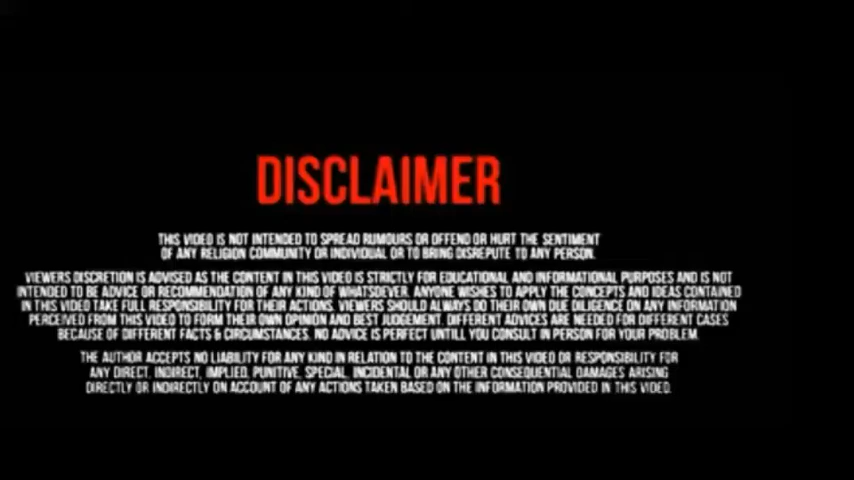 DISCLAIMER
THIS VIDEO IS NOT INTENDED TO SPREAD RUMOURS OR OFFEND OR HURT THE SENTIMENT
OF ANY RELIGION COMMUNITY OR INDIVIDUAL OR TO BRING DISREPUTE TO ANY PERSON.
VIEWERS DISCRETION IS ADVISED AS THE CONTENT IN THIS VIDEO IS STRICTLY FOR EDUCATIONAL AND INFORMATIONAL PURPOSES AND IS NOT
INTENDED TO BE ADVICE OR RECOMMENDATION OF ANY KIND OF WHATSOEVER. ANYONE WISHES TO APPLY THE CONCEPTS AND IDEAS CONTAINED
IN THIS VIDEO TAKE FULL RESPONSIBILITY FOR THEIR ACTIONS. VIEWERS SHOULD ALWAYS DO THEIR OWN DUE DILIGENCE ON ANY INFORMATION
PERCEIVED FROM THIS VIDEO TO FORM THEIR OWN OPINION AND BEST JUDGEMENT. DIFFERENT ADVICES ARE NEEDED FOR DIFFERENT CASES
BECAUSE OF DIFFERENT FACTS & CIRCUMSTANCES. NO ADVICE IS PERFECT UNTILL YOU CONSULT IN PERSON FOR YOUR PROBLEM.
THE AUTHOR ACCEPTS NO LIABILITY FOR ANY KIND IN RELATION TO THE CONTENT IN THIS VIDEO OR RESPONSIBILITY FOR
ANY DIRECT, INDIRECT, IMPLIED, PUNITIVE, SPECIAL, INCIDENTAL OR ANY OTHER CONSEQUENTIAL DAMAGES ARISING
DIRECTLY OR INDIRECTLY ON ACCOUNT OF ANY ACTIONS TAKEN BASED ON THE INFORMATION PROVIDED IN THIS VIDEO.